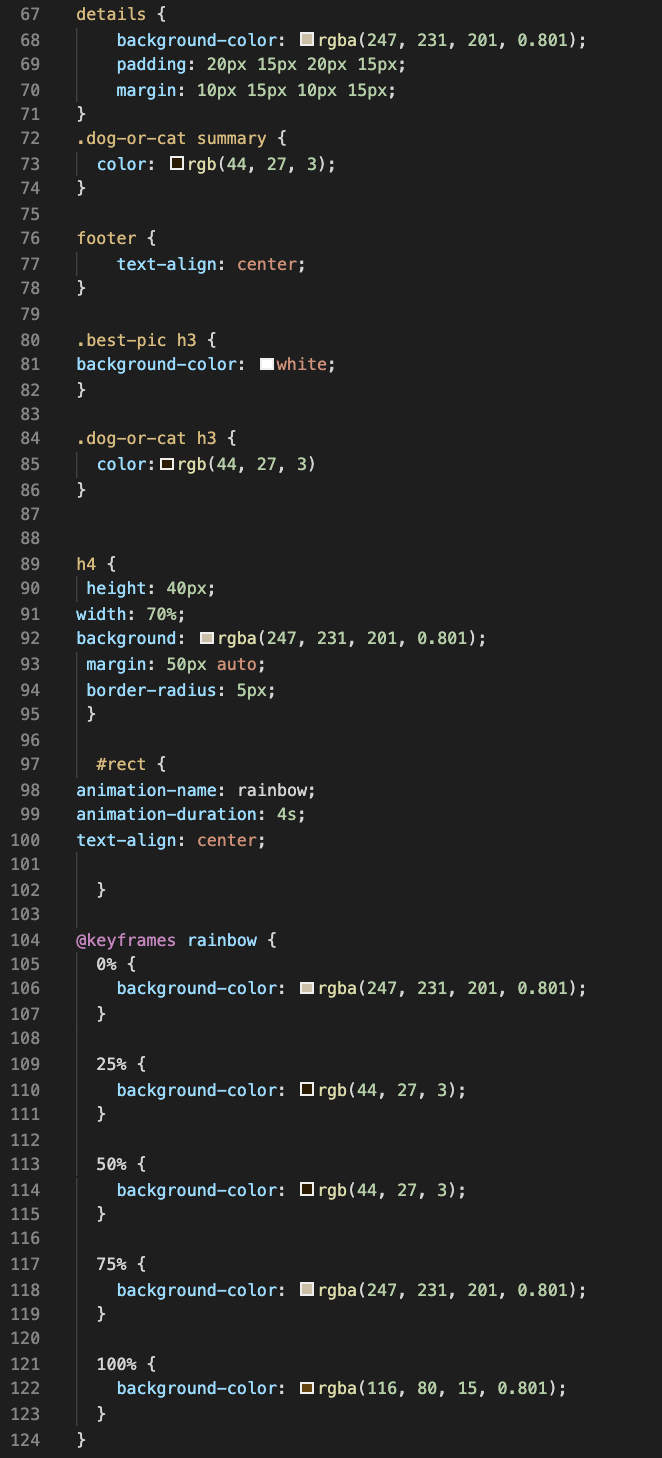 67 details {
68     background-color: rgba(247, 231, 201, 0.801);
69     padding: 20px 15px 20px 15px;
70     margin: 10px 15px 10px 15px;
71 }
72 .dog-or-cat summary {
73   color: rgb(44, 27, 3);
74 }
75
76 footer {
77     text-align: center;
78 }
79
80 .best-pic h3 {
81 background-color: white;
82 }
83
84 .dog-or-cat h3 {
85   color:rgb(44, 27, 3)
86 }
87
88
89 h4 {
90  height: 40px;
91 width: 70%;
92 background: rgba(247, 231, 201, 0.801);
93  margin: 50px auto;
94  border-radius: 5px;
95  }
96
97   #rect {
98 animation-name: rainbow;
99 animation-duration: 4s;
100 text-align: center;
101
102   }
103
104 @keyframes rainbow {
105   0% {
106     background-color: rgba(247, 231, 201, 0.801);
107   }
108
109   25% {
110     background-color: rgb(44, 27, 3);
111   }
112
113   50% {
114     background-color: rgb(44, 27, 3);
115   }
116
117   75% {
118     background-color: rgba(247, 231, 201, 0.801);
119   }
120
121   100% {
122     background-color: rgba(116, 80, 15, 0.801);
123   }
124 }